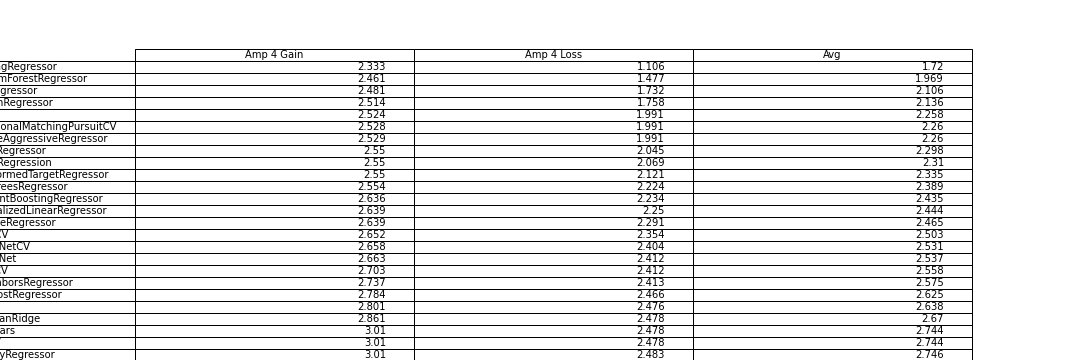 Amp 4 Gain Amp 4 Loss Avg
ngRegressor 2.333 1.106 1.72
mForestRegressor 2.461 1.477 1.969
gressor 2.481 1.732 2.106
nRegressor 2.514 1.758 2.136
2.524 1.991 2.258
onalMatchingPursuitCV 2.528 1.991 2.26
eAggressiveRegressor 2.529 1.991 2.26
Regressor 2.55 2.045 2.298
Regression 2.55 2.069 2.31
ormedTargetRegressor 2.55 2.121 2.335
reesRegressor 2.554 2.224 2.389
ntBoostingRegressor 2.636 2.234 2.435
alizedLinearRegressor 2.639 2.25 2.444
eRegressor 2.639 2.291 2.465
CV 2.652 2.354 2.503
NetCV 2.658 2.404 2.531
Net 2.663 2.412 2.537
CV 2.703 2.412 2.558
hborsRegressor 2.737 2.413 2.575
ostRegressor 2.784 2.466 2.625
2.801 2.476 2.638
anRidge 2.861 2.478 2.67
ars 3.01 2.478 2.744
3.01 2.478 2.744
yRegressor 3.01 2.483 2.746